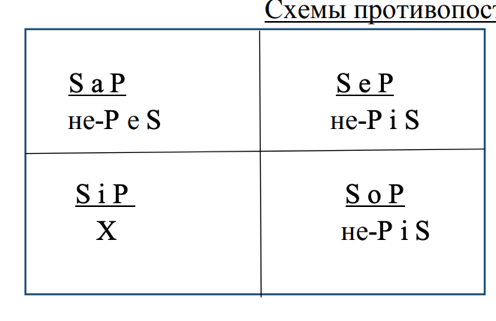 Схемы противопост
S a P
не-P e S
S e P
не-P i S
S i P
X
S o P
не-P i S